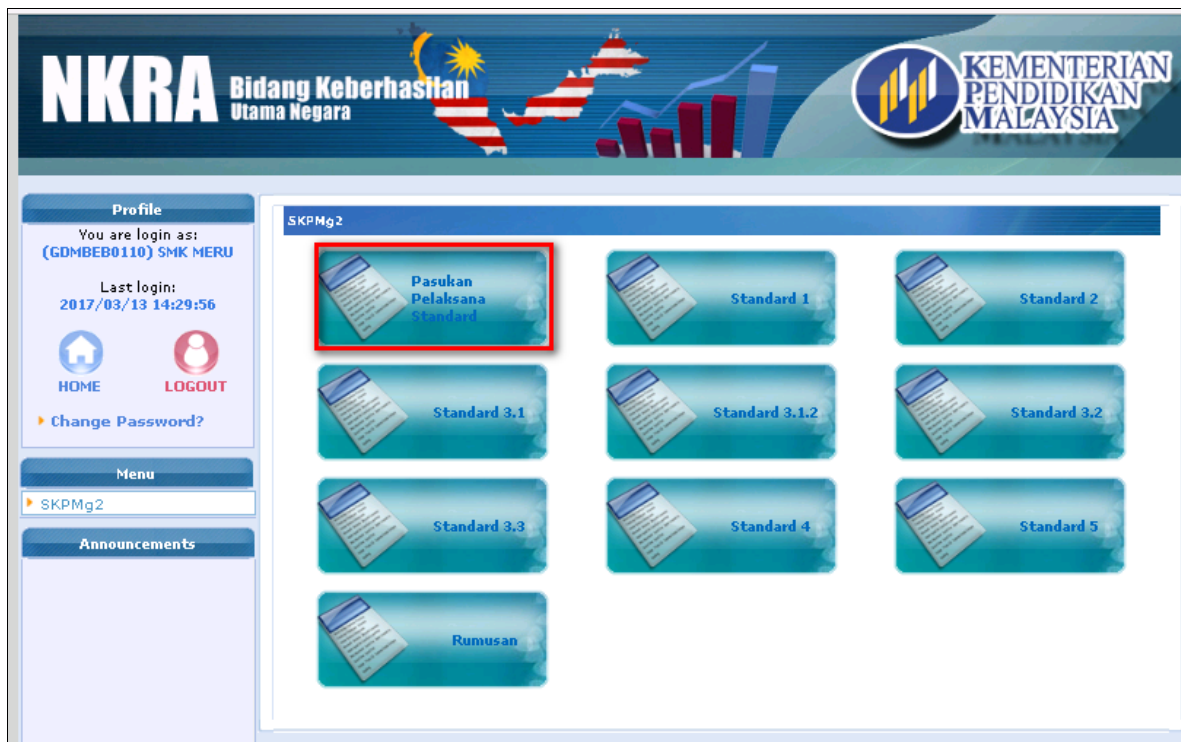 NKRA Bidang Keberhasilan
Utama Negara
KEMENTERIAN
PENDIDIKAN
MALAYSIA
Profile
You are login as:
(GDMBEB0110) SMK MERU
Last login:
2017/03/13 14:29:56
HOME LOGOUT
Change Password?
Menu
SKPMg2
Announcements
SKPMg2
Pasukan
Pelaksana
Standard
Standard 1
Standard 2
Standard 3.1
Standard 3.1.2
Standard 3.2
Standard 3.3
Standard 4
Standard 5
Rumusan